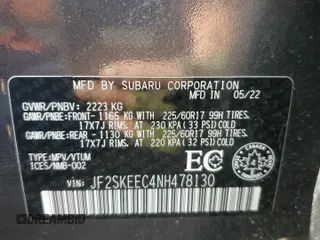 MFD BY SUBARU CORPORATION
IN 05/22
GVWR/PNBV: 2223 KG
GAWR/PNBE:FRONT- 1165 KG WITH 225/60R17 99H TIRES.
17X7J RIMS. AT 230 KPA(33 PSI)COLD
GAWR/PNBE:REAR -1130 KG WITH 225/60R17 99H TIRES.
17X7J RIMS. AT 220 KPA(32 PSI)COLD
TYPE:MPV/VTUM
ICES/NMB-002
EC
VIN: JF2SKEEC4NH478130